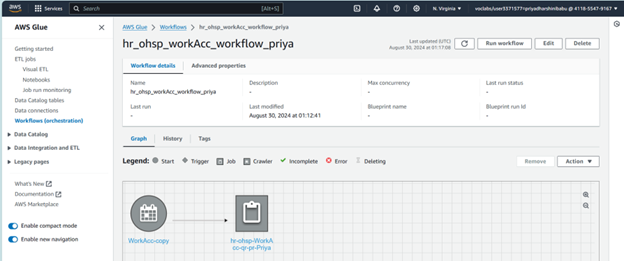 aws
Services
Search
[Alt+S]
N. Virginia
voclabs/user3371577=priyadharshinibabu @ 4118-5547-9167
AWS Glue
Getting started
ETL jobs
Visual ETL
Notebooks
Job run monitoring
Data Catalog tables
Data connections
Workflows (orchestration)
Data Catalog
Data Integration and ETL
Legacy pages
What's New
Documentation
AWS Marketplace
Enable compact mode
Enable new navigation
AWS Glue > Workflows > hr_ohsp_workAcc_workflow_priya
hr_ohsp_workAcc_workflow_priya
Last updated (UTC)
August 30, 2024 at 01:17:08
Run workflow
Edit
Delete
Workflow details
Advanced properties
Name
hr_ohsp_workAcc_workflow_priya
Description
-
Max concurrency
-
Last run status
-
Last run
-
Last modified
August 30, 2024 at 01:12:41
Blueprint name
-
Blueprint run id
-
Graph
History
Tags
Legend: Start Trigger Job Crawler Incomplete Error Deleting
Remove
Action
WorkAcc-copy
hr-ohsp-WorkA
cc-qr-pr-Priya